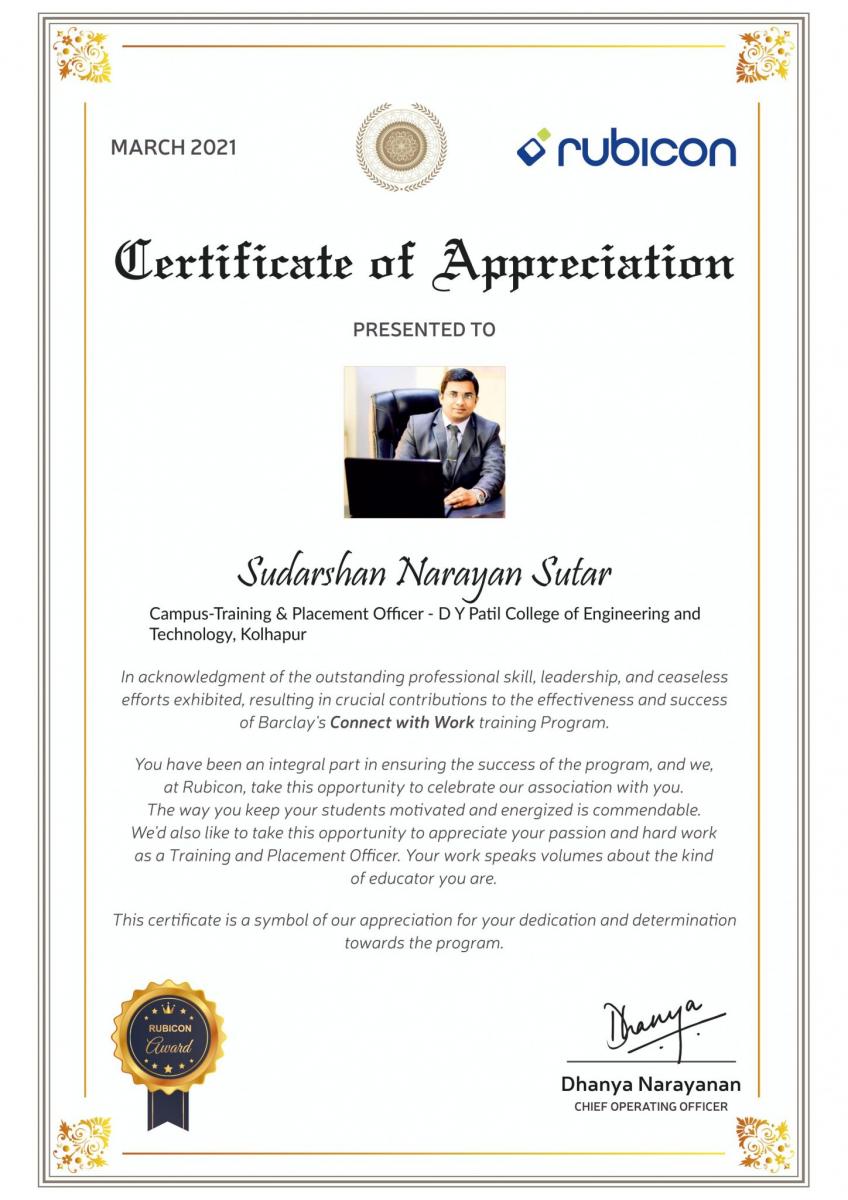 MARCH 2021
rubicon
Certificate of Appreciation
PRESENTED TO
Sudarshan Narayan Sutar
Campus-Training & Placement Officer - D Y Patil College of Engineering and
Technology, Kolhapur
In acknowledgment of the outstanding professional skill, leadership, and ceaseless
efforts exhibited, resulting in crucial contributions to the effectiveness and success
of Barclay's Connect with Work training Program.
You have been an integral part in ensuring the success of the program, and we,
at Rubicon, take this opportunity to celebrate our association with you.
The way you keep your students motivated and energized is commendable.
We'd also like to take this opportunity to appreciate your passion and hard work
as a Training and Placement Officer. Your work speaks volumes about the kind
of educator you are.
This certificate is a symbol of our appreciation for your dedication and determination
towards the program.
RUBICON
Award
Dhanya
Dhanya Narayanan
CHIEF OPERATING OFFICER